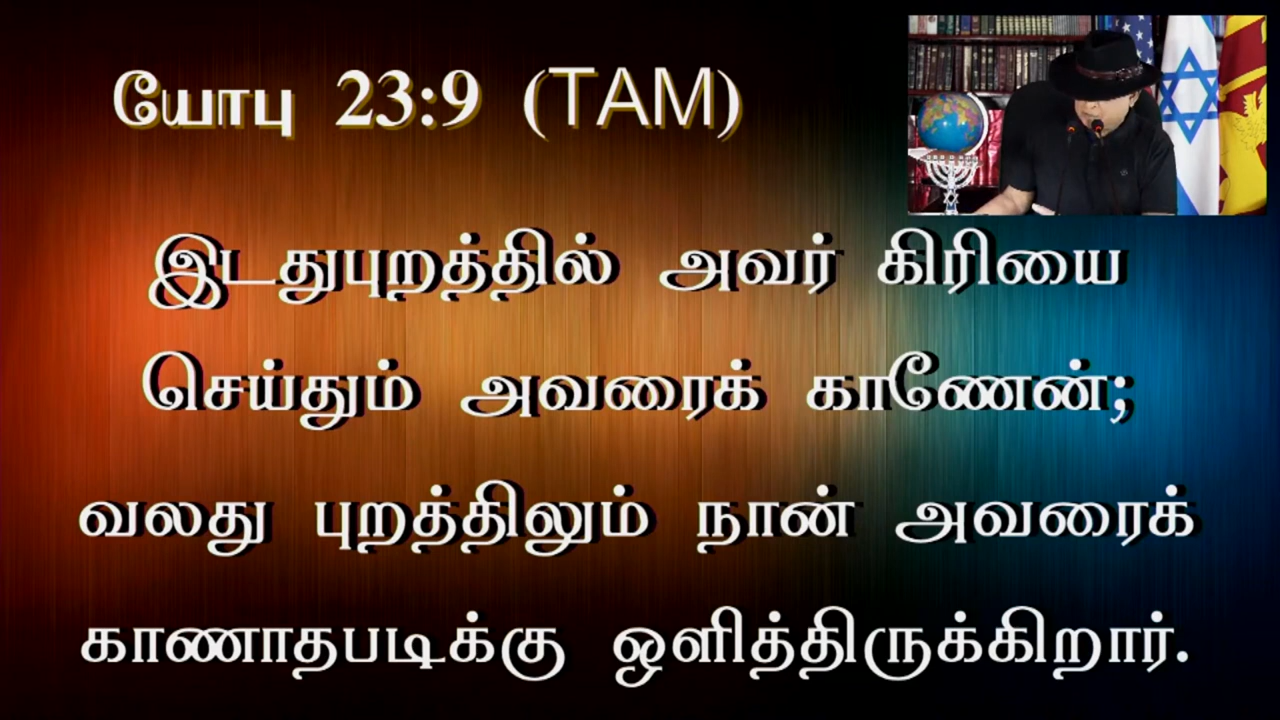 யோபு 23:9 (TAM)
இடதுபுறத்தில் அவர் கிரியை
செய்தும் அவரைக் காணேன்;
வலது புறத்திலும் நான் அவரைக்
காணாதபடிக்கு ஒளித்திருக்கிறார்.